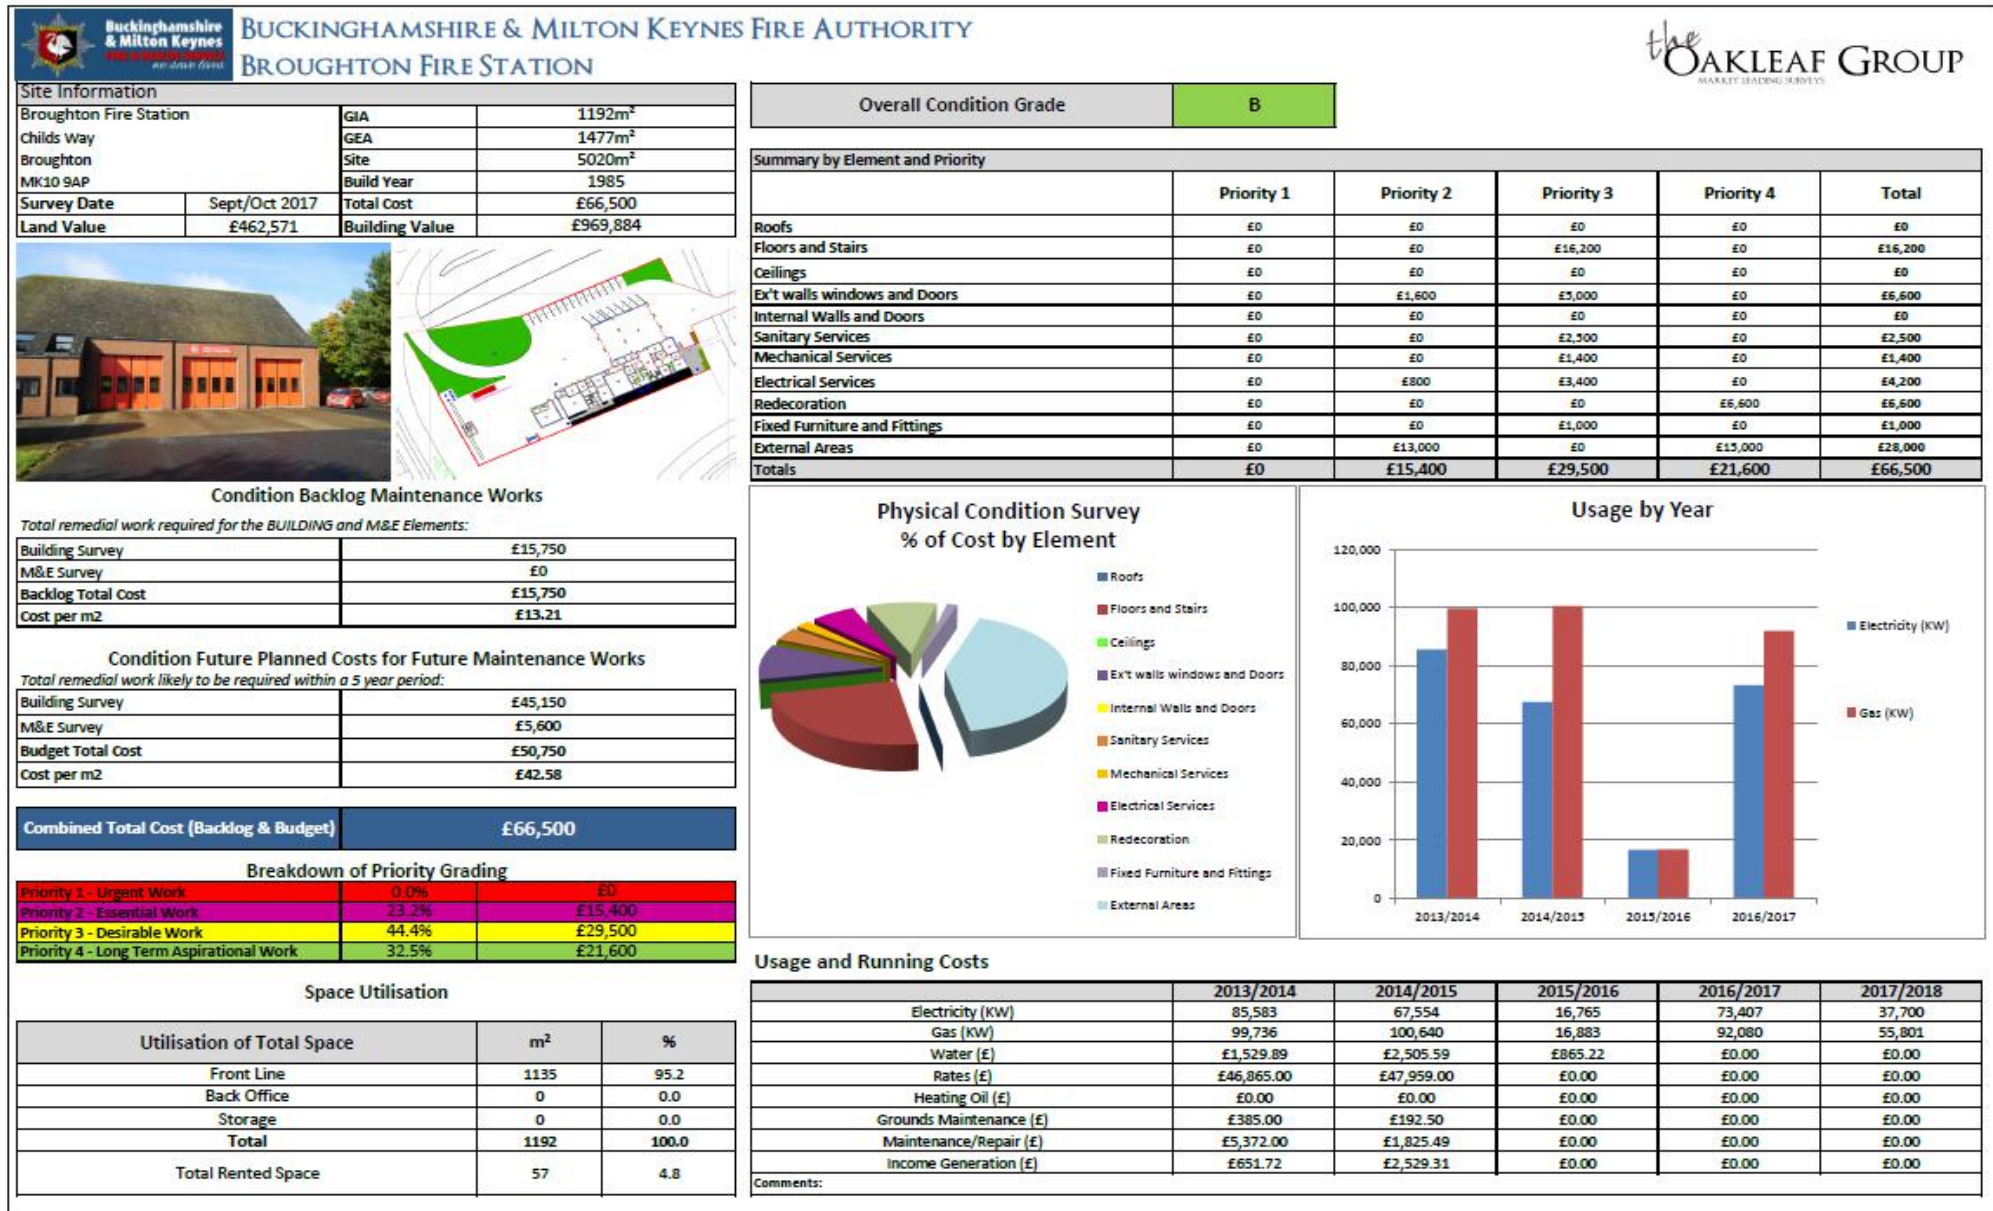 Buckinghamshire
& Milton Keynes
FIRE & RESCUE SERVICE
we save lives
BUCKINGHAMSHIRE & MILTON KEYNES FIRE AUTHORITY
BROUGHTON FIRE STATION
the OAKLEAF GROUP
MARKET LEADING SURVEYS
Site Information
Broughton Fire Station GIA 1192m²
Childs Way GEA 1477m²
Broughton Site 5020m²
MK10 9AP Build Year 1985
Survey Date Sept/Oct 2017 Total Cost £66,500
Land Value £462,571 Building Value £969,884
Overall Condition Grade B
Summary by Element and Priority
Priority 1 Priority 2 Priority 3 Priority 4 Total
Roofs £0 £0 £0 £0 £0
Floors and Stairs £0 £0 £16,200 £0 £16,200
Ceilings £0 £0 £0 £0 £0
Ex't walls windows and Doors £0 £1,600 £5,000 £0 £6,600
Internal Walls and Doors £0 £0 £0 £0 £0
Sanitary Services £0 £0 £2,500 £0 £2,500
Mechanical Services £0 £0 £1,400 £0 £1,400
Electrical Services £0 £800 £3,400 £0 £4,200
Redecoration £0 £0 £0 £6,600 £6,600
Fixed Furniture and Fittings £0 £0 £1,000 £0 £1,000
External Areas £0 £13,000 £0 £15,000 £28,000
Totals £0 £15,400 £29,500 £21,600 £66,500
Condition Backlog Maintenance Works
Total remedial work required for the BUILDING and M&E Elements:
Building Survey £15,750
M&E Survey £0
Backlog Total Cost £15,750
Cost per m2 £13.21
Condition Future Planned Costs for Future Maintenance Works
Total remedial work likely to be required within a 5 year period:
Building Survey £45,150
M&E Survey £5,600
Budget Total Cost £50,750
Cost per m2 £42.58
Combined Total Cost (Backlog & Budget) £66,500
Breakdown of Priority Grading
Priority 1 - Urgent Work 0.0% £0
Priority 2 - Essential Work 23.2% £15,400
Priority 3 - Desirable Work 44.4% £29,500
Priority 4 - Long Term Aspirational Work 32.5% £21,600
Space Utilisation
Utilisation of Total Space m² %
Front Line 1135 95.2
Back Office 0 0.0
Storage 0 0.0
Total 1192 100.0
Total Rented Space 57 4.8
Physical Condition Survey
% of Cost by Element
Roofs
Floors and Stairs
Ceilings
Ex't walls windows and Doors
Internal Walls and Doors
Sanitary Services
Mechanical Services
Electrical Services
Redecoration
Fixed Furniture and Fittings
External Areas
Usage by Year
120,000
100,000
80,000
60,000
40,000
20,000
0
2013/2014 2014/2015 2015/2016 2016/2017
Electricity (KW)
Gas (KW)
Usage and Running Costs
2013/2014 2014/2015 2015/2016 2016/2017 2017/2018
Electricity (KW) 85,583 67,554 16,765 73,407 37,700
Gas (KW) 99,736 100,640 16,883 92,080 55,801
Water (£) £1,529.89 £2,505.59 £865.22 £0.00 £0.00
Rates (£) £46,865.00 £47,959.00 £0.00 £0.00 £0.00
Heating Oil (£) £0.00 £0.00 £0.00 £0.00 £0.00
Grounds Maintenance (£) £385.00 £192.50 £0.00 £0.00 £0.00
Maintenance/Repair (£) £5,372.00 £1,825.49 £0.00 £0.00 £0.00
Income Generation (£) £651.72 £2,529.31 £0.00 £0.00 £0.00
Comments: